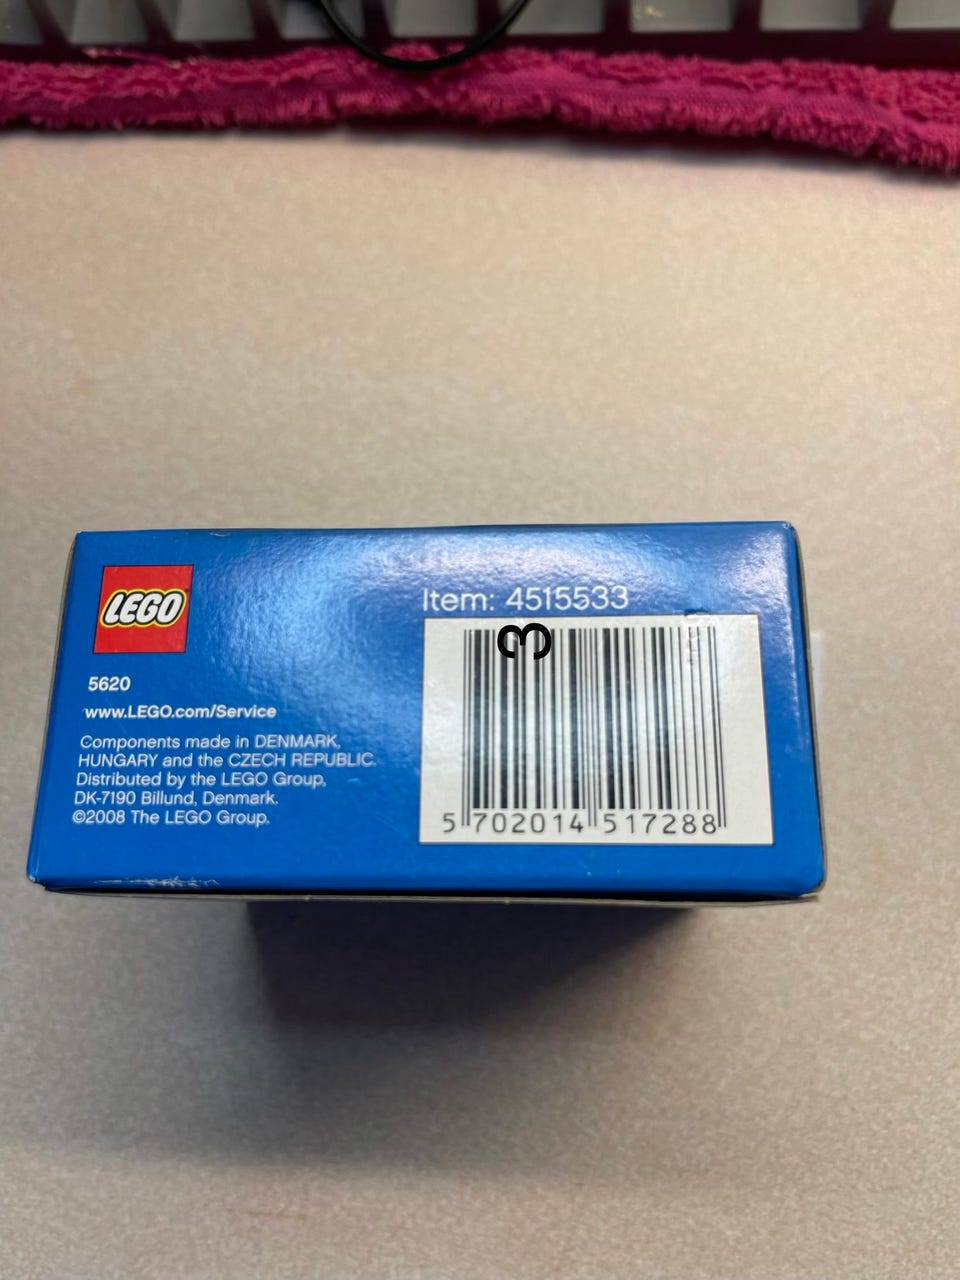 LEGO
5620
www.LEGO.com/Service
Components made in DENMARK,
HUNGARY and the CZECH REPUBLIC.
Distributed by the LEGO Group,
DK-7190 Billund, Denmark.
©2008 The LEGO Group.
Item: 4515533
3
5 702014 517288